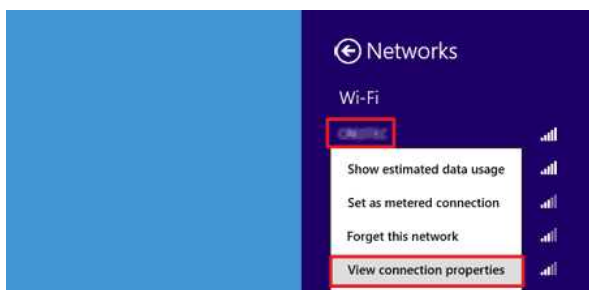 Networks
Wi-Fi
Show estimated data usage
Set as metered connection
Forget this network
View connection properties